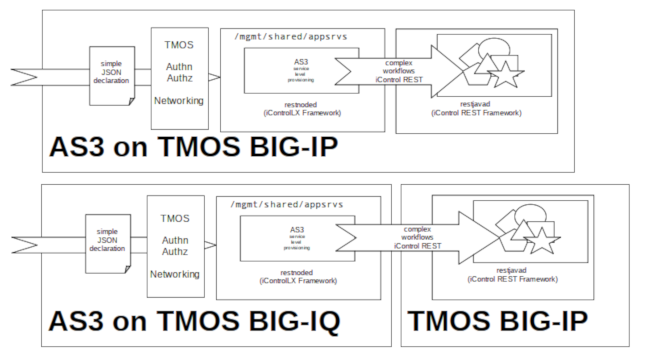 simple
JSON
declaration
TMOS
Authn
Authz
Networking
/mgmt/shared/appsrvs
AS3
service
level
provisioning
restnoded
(iControlLX Framework)
complex
workflows
iControl REST
restjavad
(iControl REST Framework)
AS3 on TMOS BIG-IP
simple
JSON
declaration
TMOS
Authn
Authz
Networking
/mgmt/shared/appsrvs
AS3
service
level
provisioning
restnoded
(iControlLX Framework)
complex
workflows
iControl REST
restjavad
(iControl REST Framework)
AS3 on TMOS BIG-IQ
TMOS BIG-IP